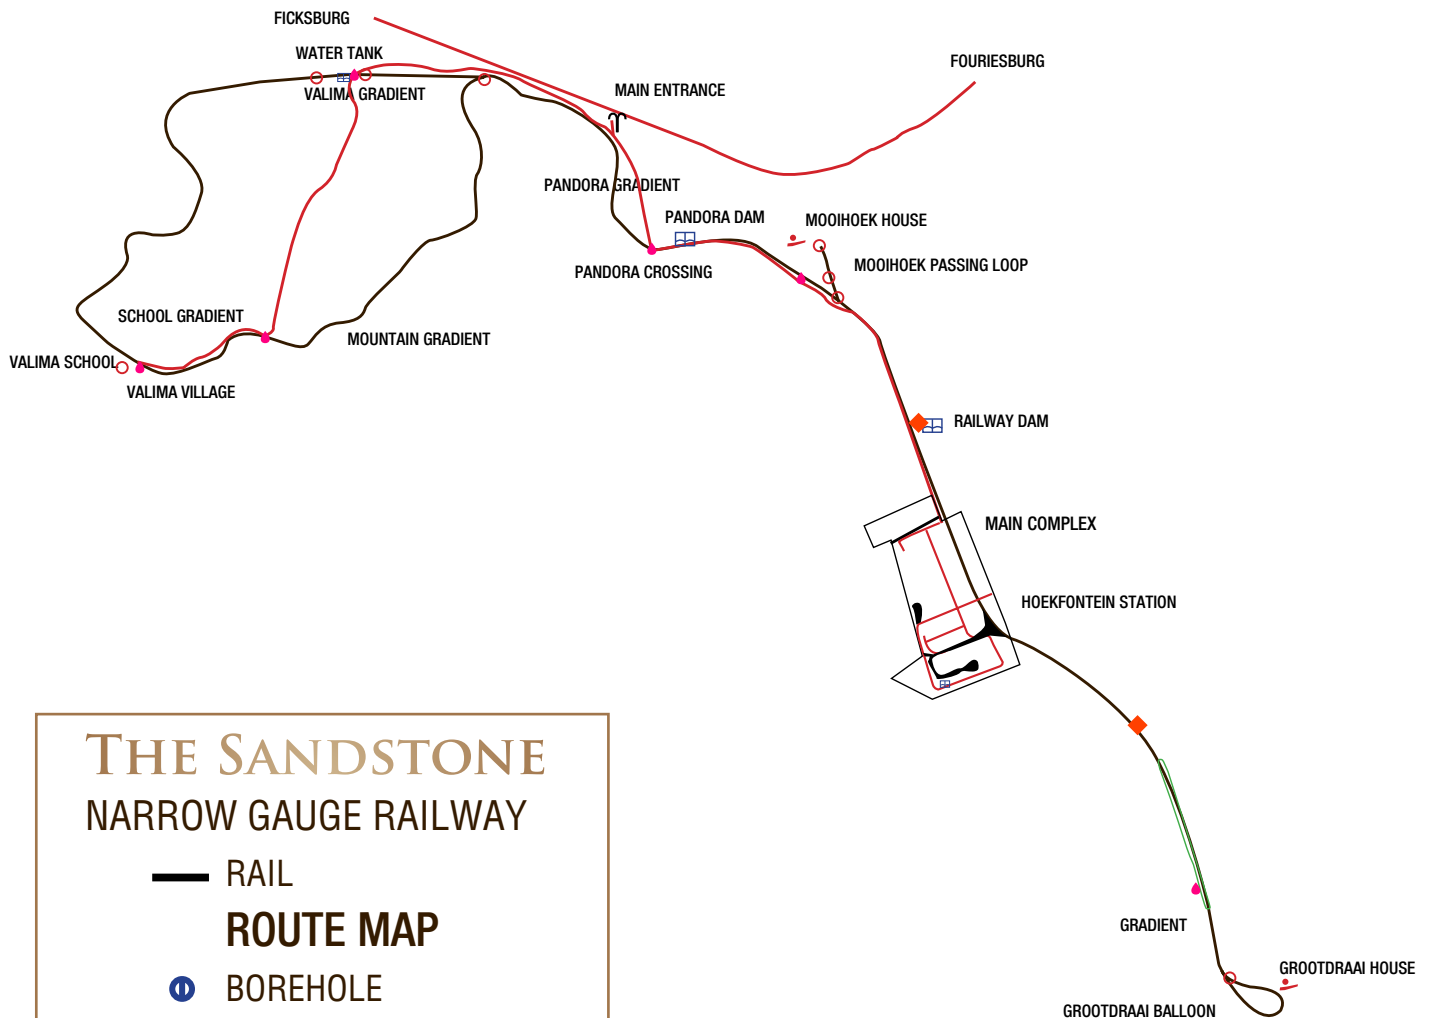 FICKSBURG
WATER TANK
FOURIESBURG
VALIMA GRADIENT
MAIN ENTRANCE
PANDORA GRADIENT
PANDORA DAM
MOOIHOEK HOUSE
PANDORA CROSSING
MOOIHOEK PASSING LOOP
SCHOOL GRADIENT
MOUNTAIN GRADIENT
VALIMA SCHOOL
VALIMA VILLAGE
RAILWAY DAM
MAIN COMPLEX
HOEKFONTEIN STATION
GRADIENT
GROOTDRAAI HOUSE
GROOTDRAAI BALLOON
THE SANDSTONE
NARROW GAUGE RAILWAY
RAIL
ROUTE MAP
BOREHOLE